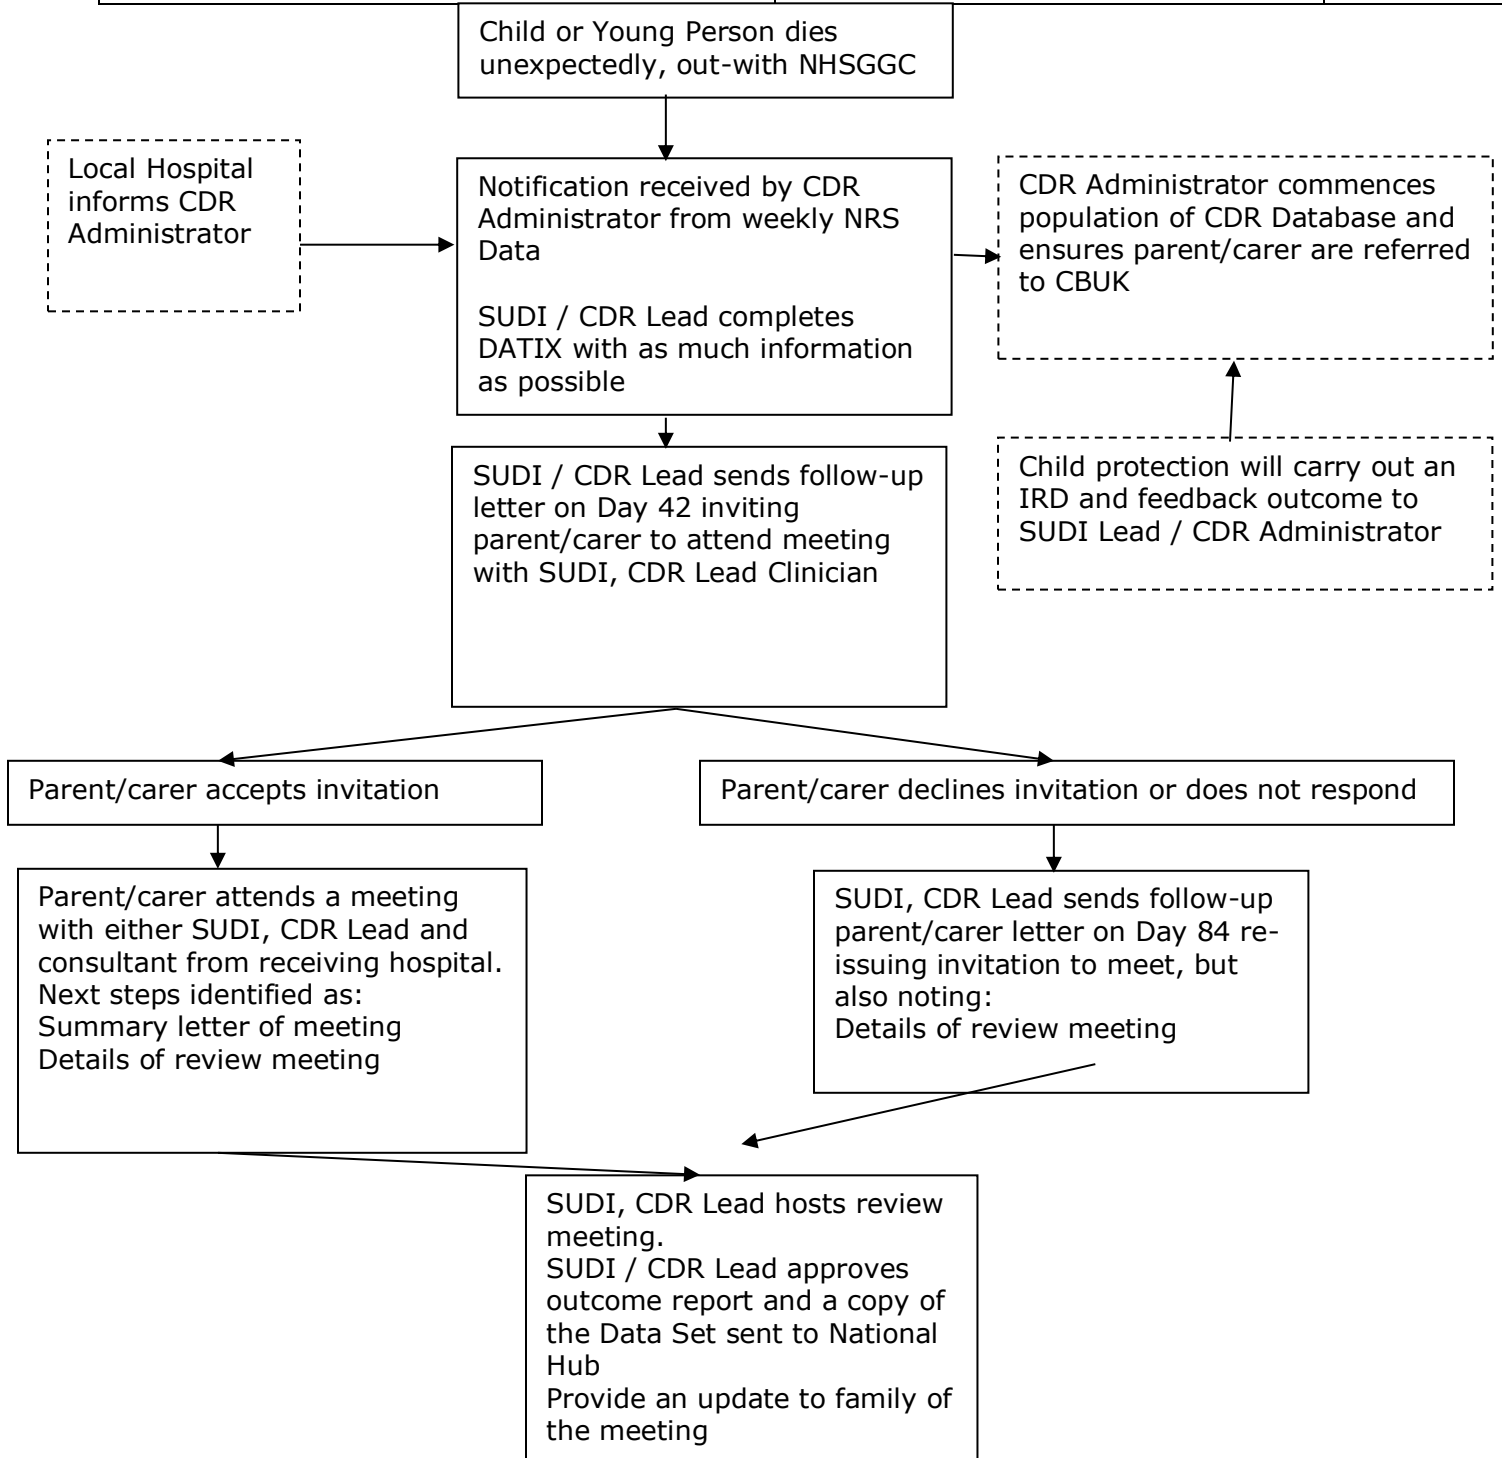 Child or Young Person dies
unexpectedly, out-with NHSGGC
Local Hospital
informs CDR
Administrator
Notification received by CDR
Administrator from weekly NRS
Data
SUDI / CDR Lead completes
DATIX with as much information
as possible
CDR Administrator commences
population of CDR Database and
ensures parent/carer are referred
to CBUK
Child protection will carry out an
IRD and feedback outcome to
SUDI Lead / CDR Administrator
SUDI / CDR Lead sends follow-up
letter on Day 42 inviting
parent/carer to attend meeting
with SUDI, CDR Lead Clinician
Parent/carer accepts invitation
Parent/carer declines invitation or does not respond
Parent/carer attends a meeting
with either SUDI, CDR Lead and
consultant from receiving hospital.
Next steps identified as:
Summary letter of meeting
Details of review meeting
SUDI, CDR Lead sends follow-up
parent/carer letter on Day 84 re-
issuing invitation to meet, but
also noting:
Details of review meeting
SUDI, CDR Lead hosts review
meeting.
SUDI / CDR Lead approves
outcome report and a copy of
the Data Set sent to National
Hub
Provide an update to family of
the meeting